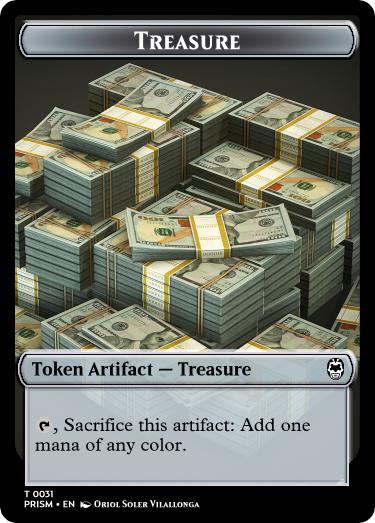 Treasure
Token Artifact — Treasure
, Sacrifice this artifact: Add one
mana of any color.
T 0031
PRISM • EN Oriol Soler Vilallonga